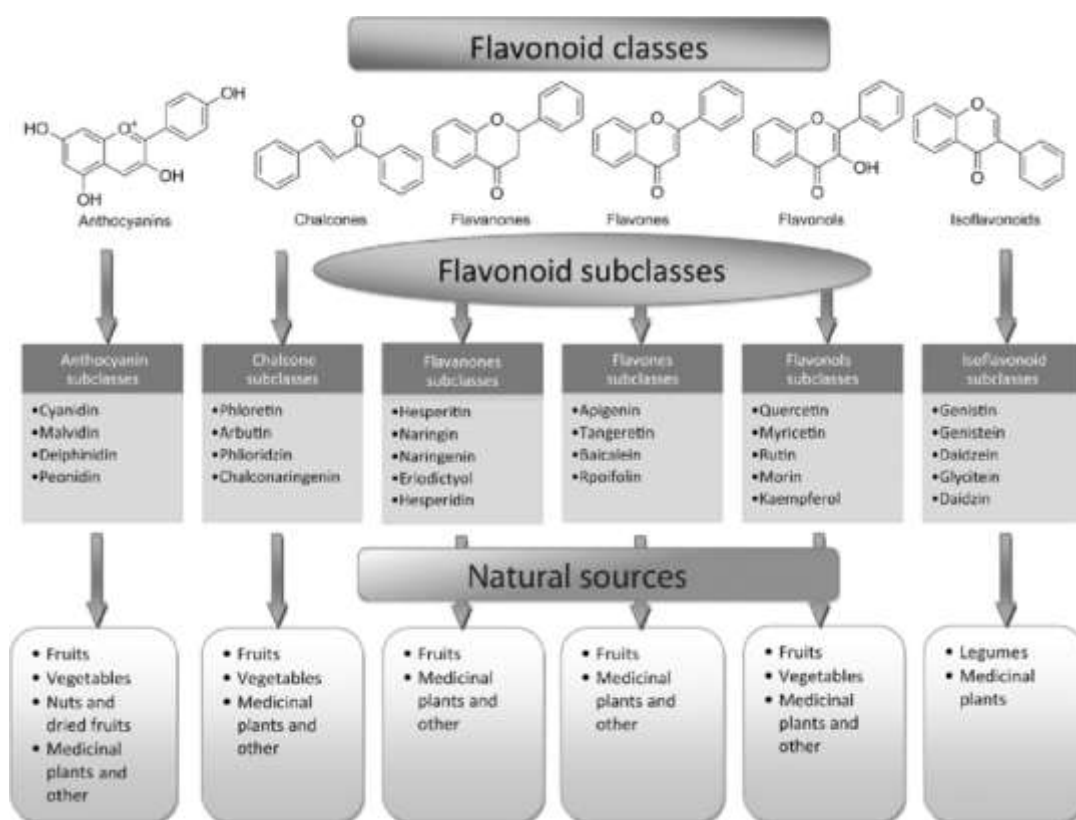 Flavonoid classes
OH
HO
O+
OH
OH
Anthocyanins
O
Chalcones
O
O
Flavanones
O
O
Flavones
O
OH
O
Flavonols
O
O
Isoflavonoids
Flavonoid subclasses
Anthocyanin
subclasses
•Cyanidin
•Malvidin
•Delphinidin
•Peonidin
Chalcone
subclasses
•Phloretin
•Arbutin
•Phlioridzin
•Chalconaringenin
Flavanones
subclasses
•Hesperitin
•Naringin
•Naringenin
•Eriodictyol
•Hesperidin
Flavones
subclasses
•Apigenin
•Tangeretin
•Baicalein
•Rpoifolin
Flavonols
subclasses
•Quercetin
•Myricetin
•Rutin
•Morin
•Kaempferol
Isoflavonoid
subclasses
•Genistin
•Genistein
•Daidzein
•Glycitein
•Daidzin
Natural sources
• Fruits
• Vegetables
• Nuts and
dried fruits
• Medicinal
plants and
other
• Fruits
• Vegetables
• Medicinal
plants and
other
• Fruits
• Medicinal
plants and
other
• Fruits
• Medicinal
plants and
other
• Fruits
• Vegetables
• Medicinal
plants and
other
• Legumes
• Medicinal
plants